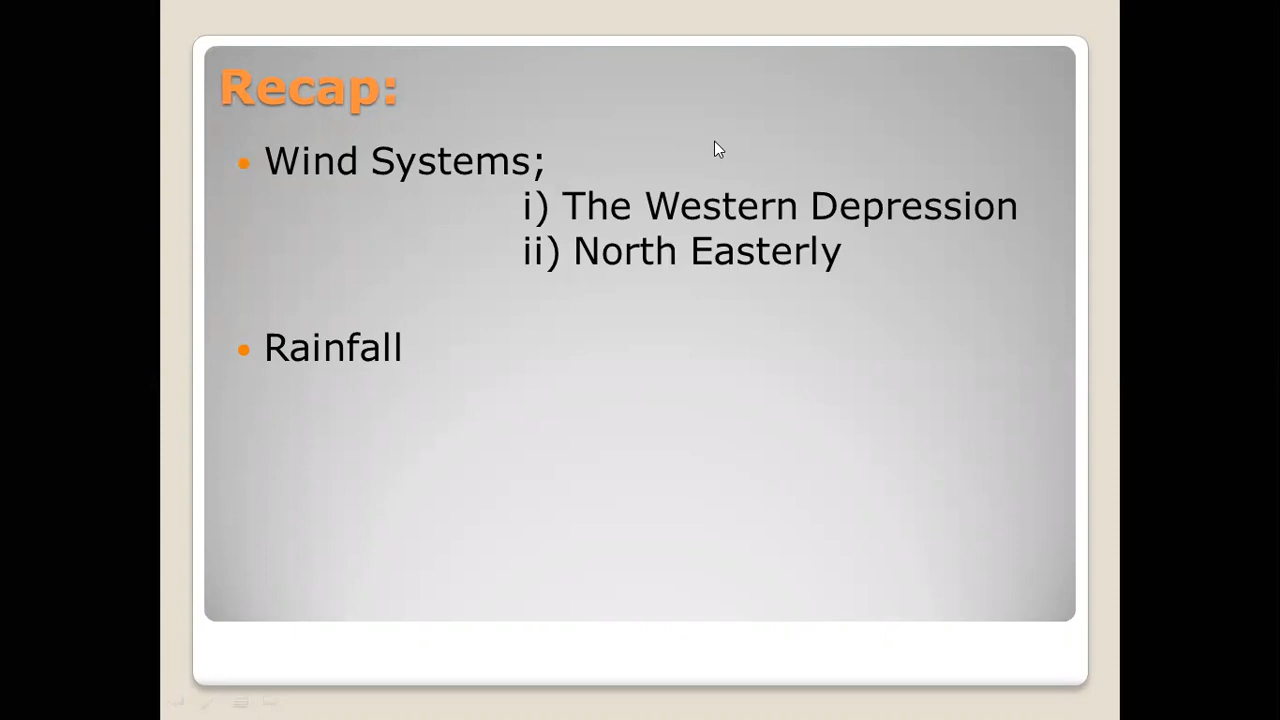 Recap:
• Wind Systems;
i) The Western Depression
ii) North Easterly
• Rainfall